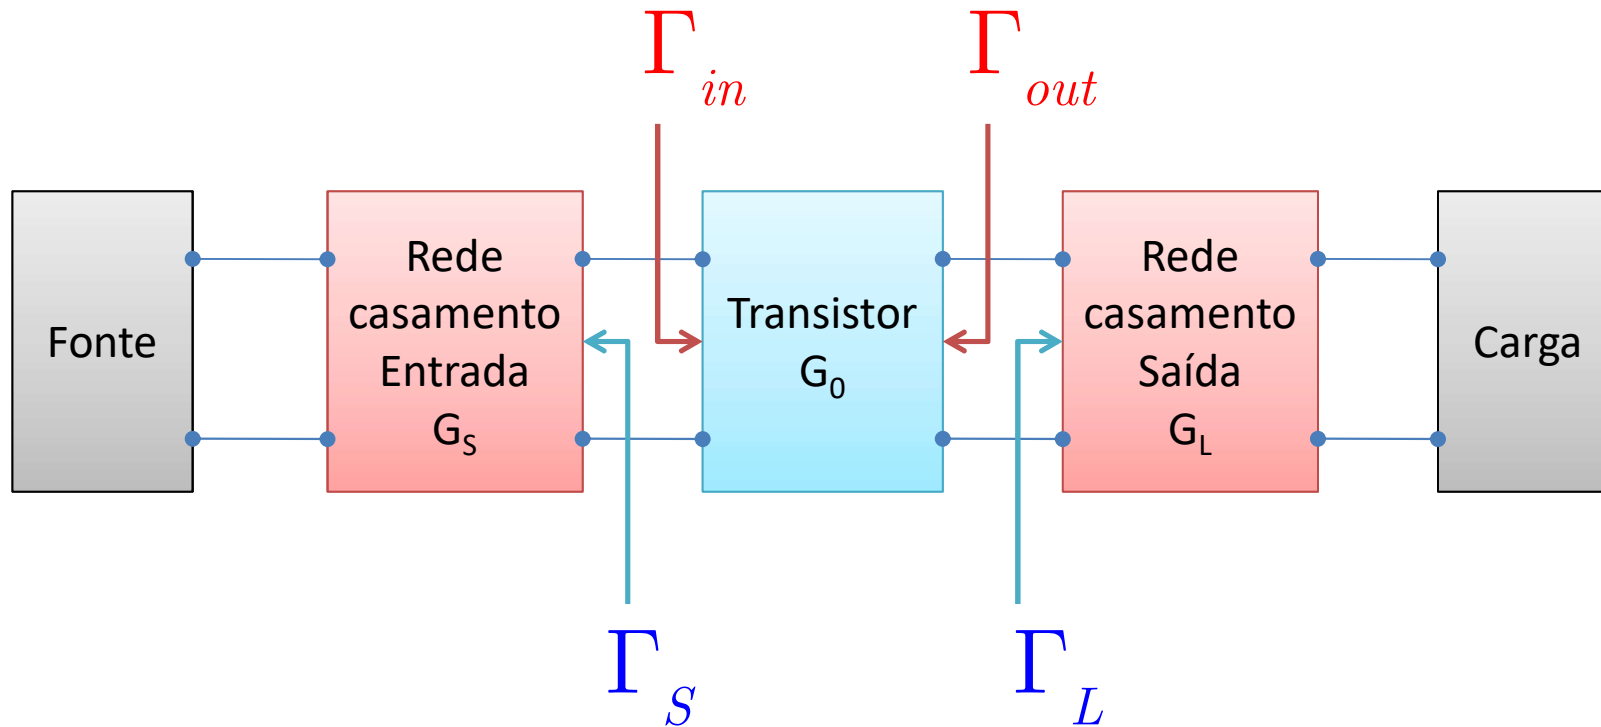 Γin
Γout
Fonte
Rede
casamento
Entrada
GS
Transistor
G0
Rede
casamento
Saída
GL
Carga
ΓS
ΓL